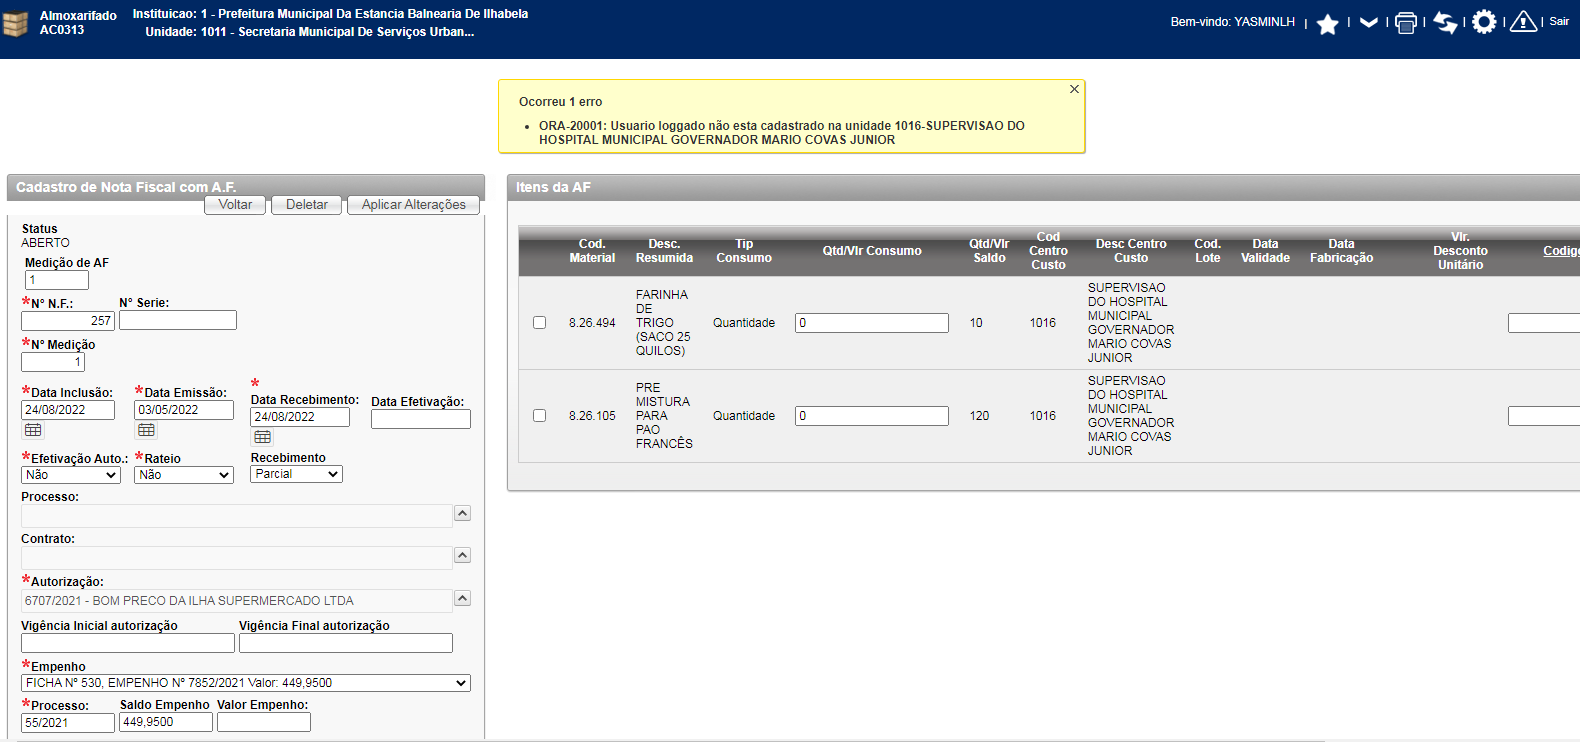 Almoxarifado
AC0313
Instituicao: 1 - Prefeitura Municipal Da Estancia Balnearia De Ilhabela
Unidade: 1011 - Secretaria Municipal De Serviços Urban...
Bem-vindo: YASMINLH | | | | | | Sair
Ocorreu 1 erro
• ORA-20001: Usuario loggado não esta cadastrado na unidade 1016-SUPERVISAO DO
HOSPITAL MUNICIPAL GOVERNADOR MARIO COVAS JUNIOR
Cadastro de Nota Fiscal com A.F.
Voltar Deletar Aplicar Alterações
Status
ABERTO
Medição de AF
1
*N° N.F.: N° Serie:
257
*Nº Medição
1
*Data Inclusão: *Data Emissão: *Data Recebimento: Data Efetivação:
24/08/2022 03/05/2022 24/08/2022
*Efetivação Auto.: *Rateio Recebimento
Não Não Parcial
Processo:
Contrato:
*Autorização:
6707/2021 - BOM PRECO DA ILHA SUPERMERCADO LTDA
Vigência Inicial autorização Vigência Final autorização
*Empenho
FICHA Nº 530, EMPENHO Nº 7852/2021 Valor: 449,9500
*Processo: Saldo Empenho Valor Empenho:
55/2021 449,9500
Itens da AF
Cod. Material
Desc. Resumida
Tip Consumo
Qtd/Vlr Consumo
Qtd/Vlr Saldo
Cod Centro Custo
Desc Centro Custo
Cod. Lote
Data Validade
Data Fabricação
Vlr. Desconto Unitário
Codigo
8.26.494
FARINHA
DE
TRIGO
(SACO 25
QUILOS)
Quantidade
0
10
1016
SUPERVISAO
DO HOSPITAL
MUNICIPAL
GOVERNADOR
MARIO COVAS
JUNIOR
8.26.105
PRE
MISTURA
PARA
PAO
FRANCÊS
Quantidade
0
120
1016
SUPERVISAO
DO HOSPITAL
MUNICIPAL
GOVERNADOR
MARIO COVAS
JUNIOR